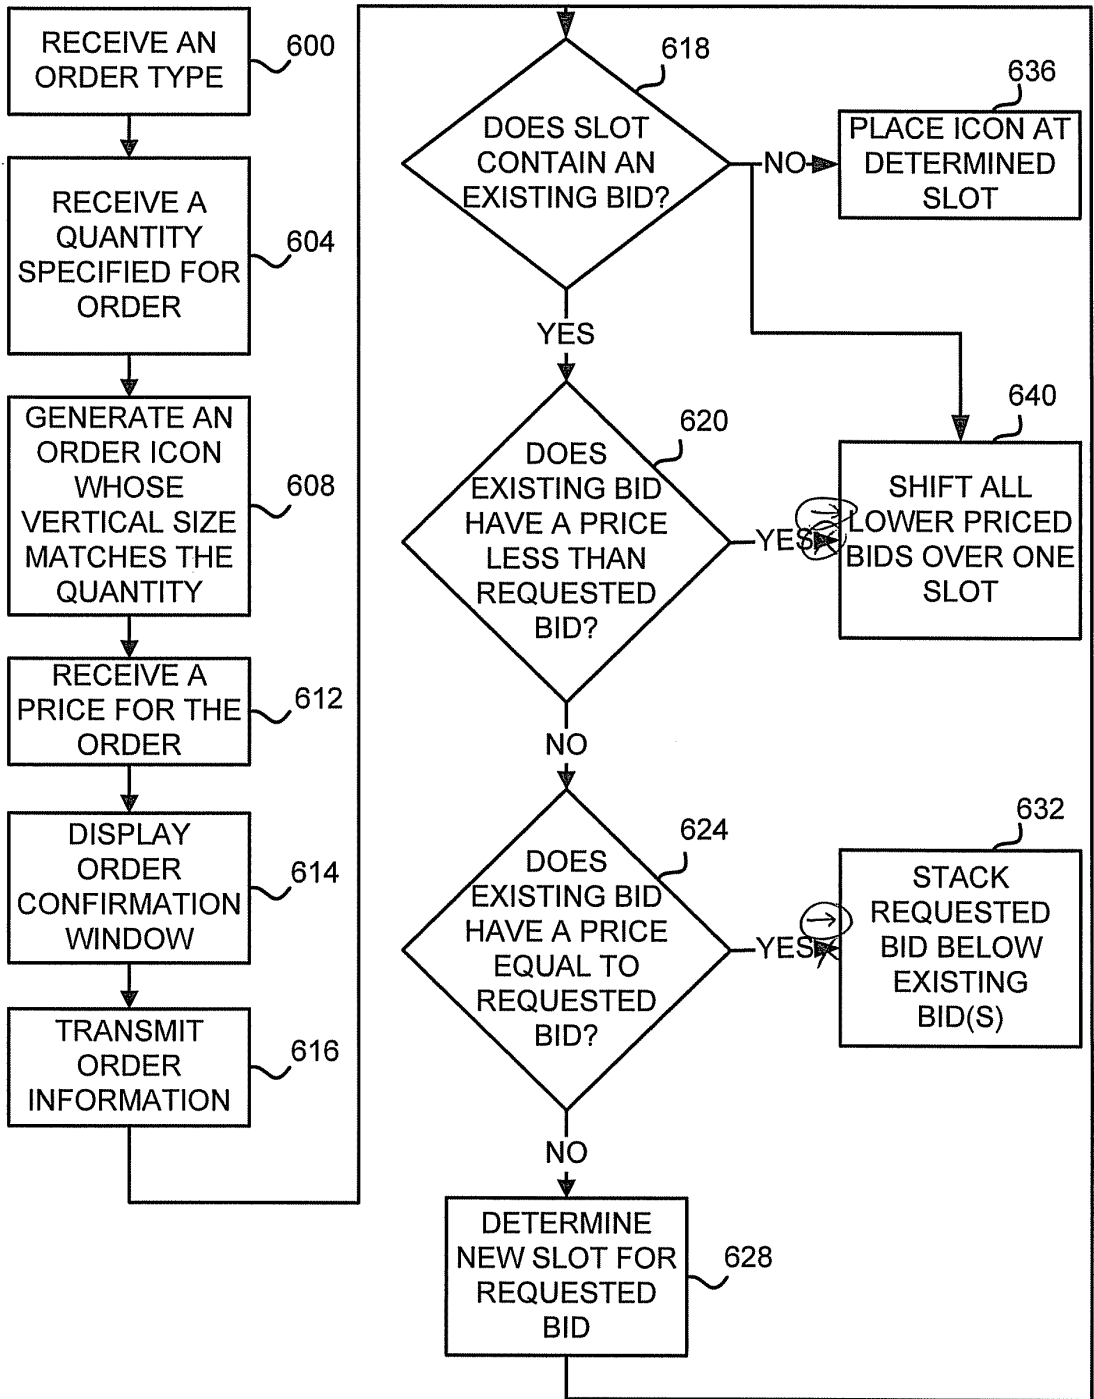 RECEIVE AN
ORDER TYPE
600
RECEIVE A
QUANTITY
SPECIFIED FOR
ORDER
604
GENERATE AN
ORDER ICON
WHOSE
VERTICAL SIZE
MATCHES THE
QUANTITY
608
RECEIVE A
PRICE FOR THE
ORDER
612
DISPLAY
ORDER
CONFIRMATION
WINDOW
614
TRANSMIT
ORDER
INFORMATION
616
618
DOES SLOT
CONTAIN AN
EXISTING BID?
NO
636
PLACE ICON AT
DETERMINED
SLOT
YES
620
DOES
EXISTING BID
HAVE A PRICE
LESS THAN
REQUESTED
BID?
YES
640
SHIFT ALL
LOWER PRICED
BIDS OVER ONE
SLOT
NO
624
DOES
EXISTING BID
HAVE A PRICE
EQUAL TO
REQUESTED
BID?
YES
632
STACK
REQUESTED
BID BELOW
EXISTING
BID(S)
NO
DETERMINE
NEW SLOT FOR
REQUESTED
BID
628